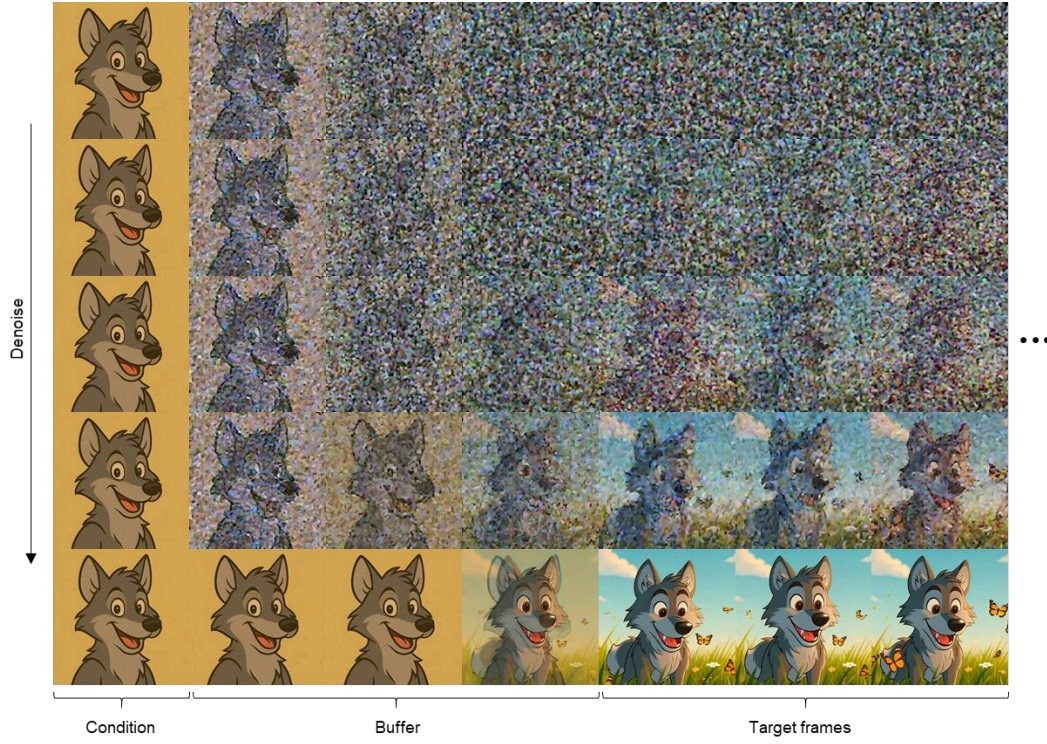 Denoise
•••
Condition
Buffer
Target frames